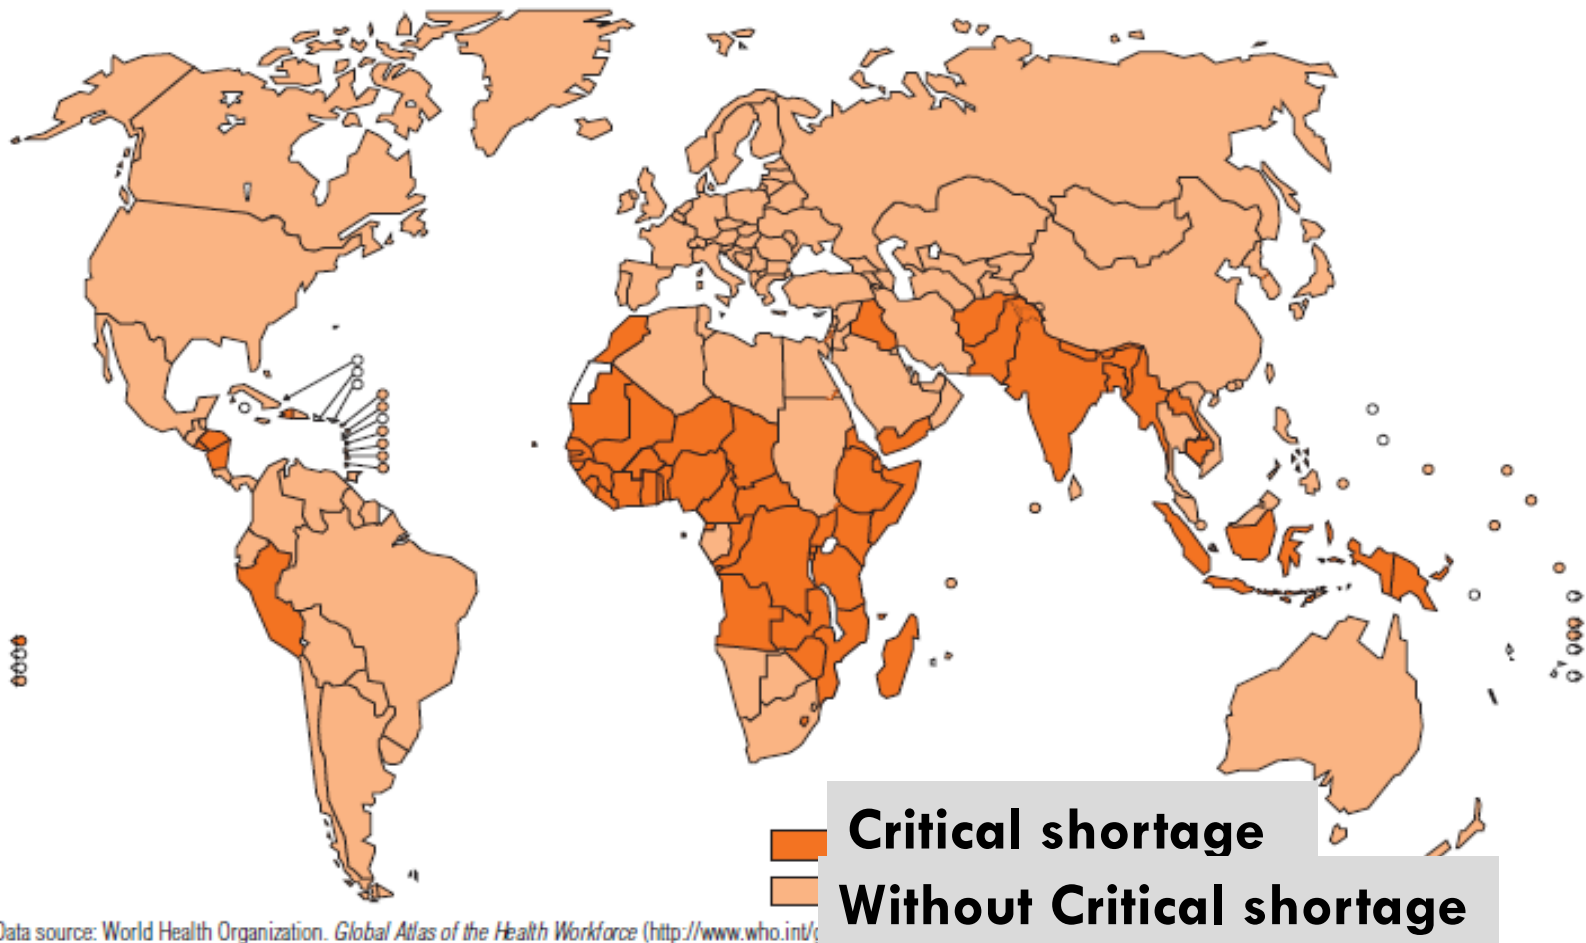 Critical shortage
Without Critical shortage
Data source: World Health Organization. Global Atlas of the Health Workforce (http://www.who.int/g